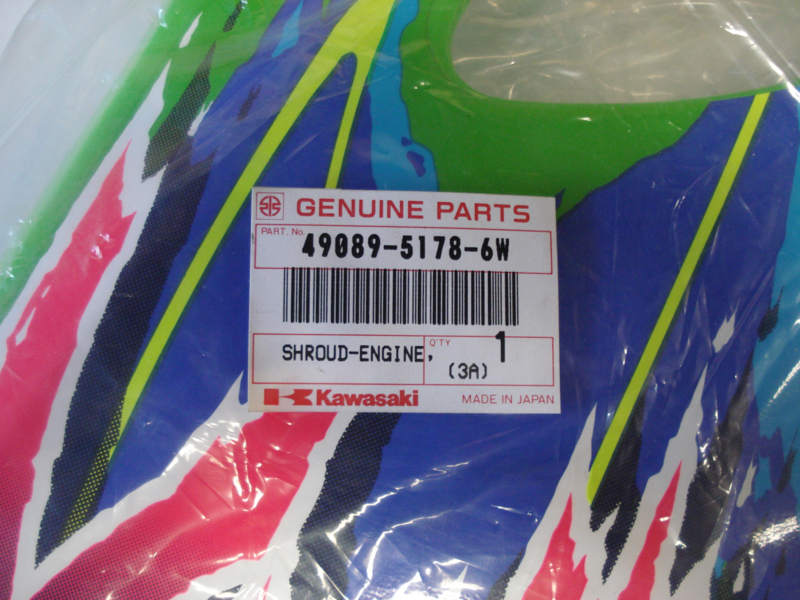 GENUINE PARTS
PART. No.
49089-5178-6W
SHROUD-ENGINE,
Q'TY
1
(3A)
Kawasaki
MADE IN JAPAN